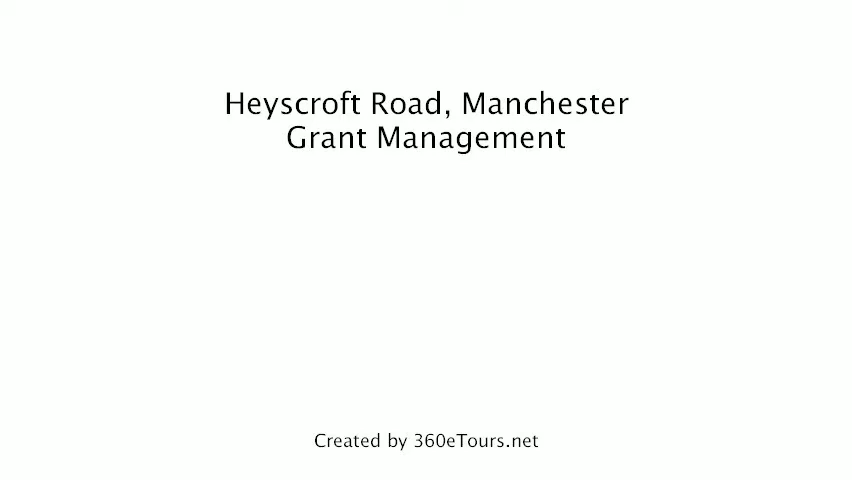 Heyscroft Road, Manchester
Grant Management
Created by 360eTours.net